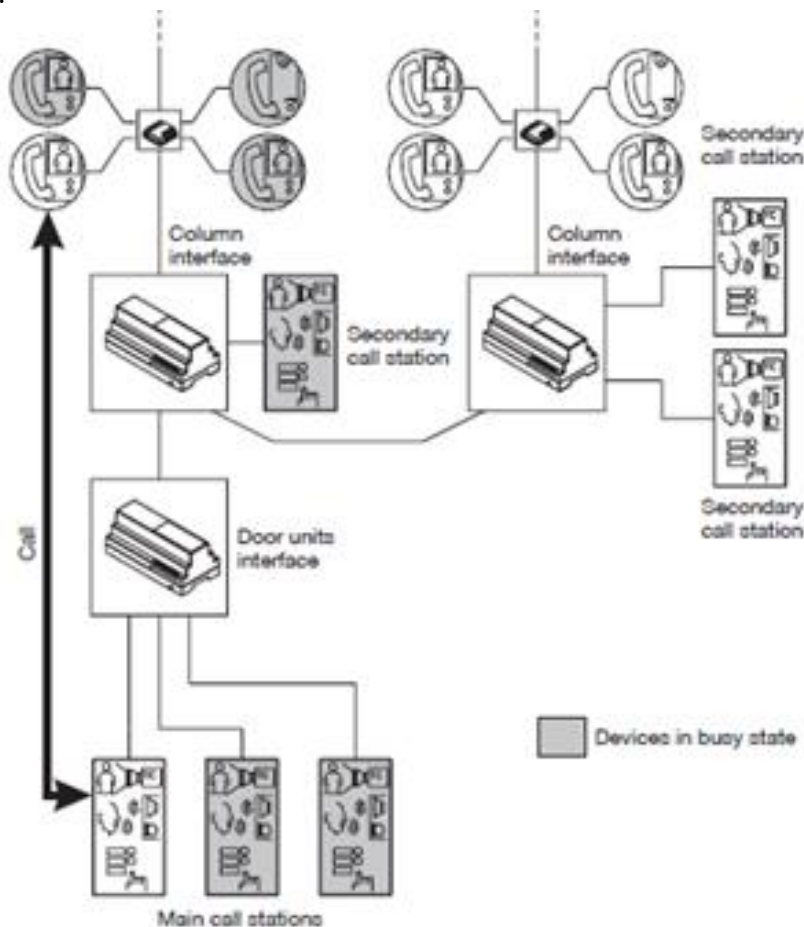 Secondary
call station
Column
interface
Column
interface
Secondary
call station
Secondary
call station
Call
Door units
interface
Devices in busy state
Main call stations